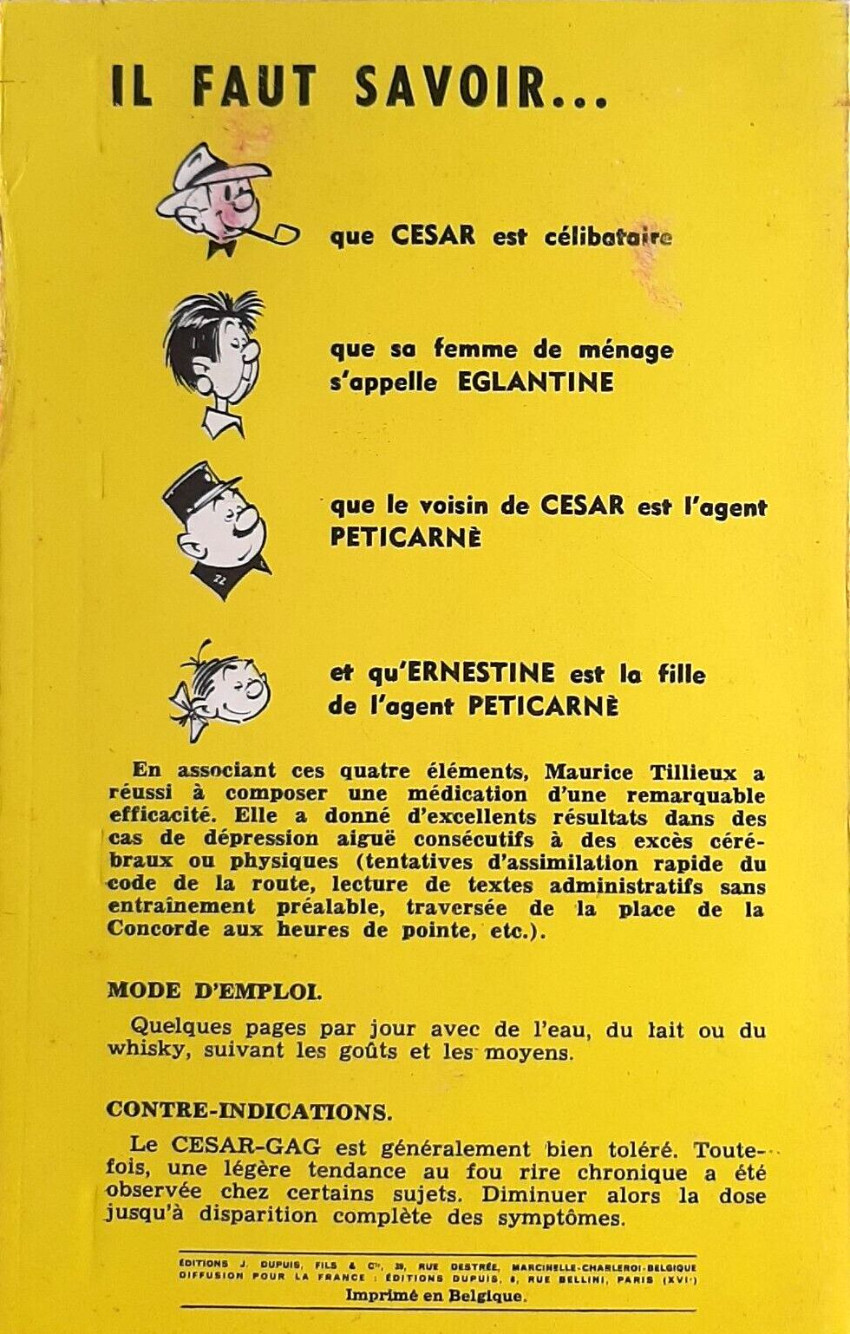 IL FAUT SAVOIR...
que CESAR est célibataire
que sa femme de ménage
s'appelle EGLANTINE
que le voisin de CESAR est l'agent
PETICARNÈ
et qu'ERNESTINE est la fille
de l'agent PETICARNÈ
En associant ces quatre éléments, Maurice Tillieux a
réussi à composer une médication d'une remarquable
efficacité. Elle a donné d'excellents résultats dans des
cas de dépression aiguë consécutifs à des excès céré-
braux ou physiques (tentatives d'assimilation rapide du
code de la route, lecture de textes administratifs sans
entraînement préalable, traversée de la place de la
Concorde aux heures de pointe, etc.).
MODE D'EMPLOI.
Quelques pages par jour avec de l'eau, du lait ou du
whisky, suivant les goûts et les moyens.
CONTRE-INDICATIONS.
Le CESAR-GAG est généralement bien toléré. Toute-
fois, une légère tendance au fou rire chronique a été
observée chez certains sujets. Diminuer alors la dose
jusqu'à disparition complète des symptômes.
ÉDITIONS J. DUPUIS, FILS & Cie, 39, RUE DESTRÉE, MARCINELLE-CHARLEROI-BELGIQUE
DIFFUSION POUR LA FRANCE : ÉDITIONS DUPUIS, 6, RUE BELLINI, PARIS (XVIe)
Imprimé en Belgique.